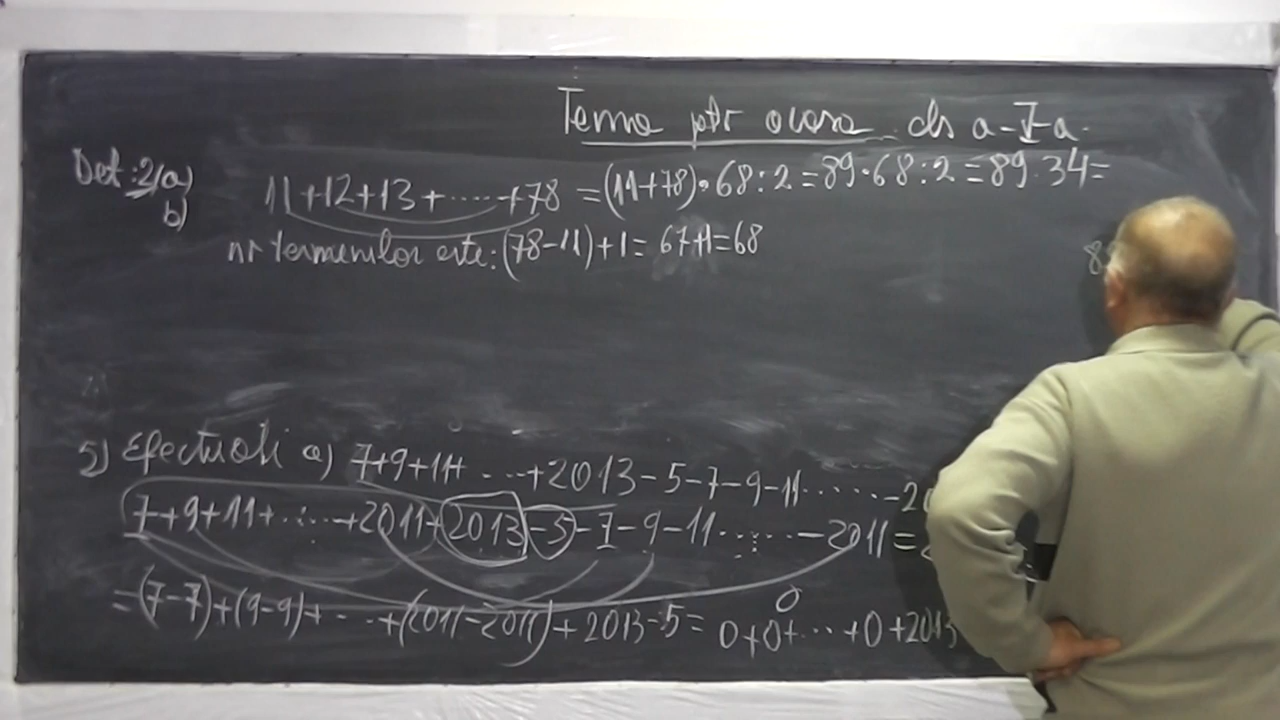 Tema ptr acasa cls a-V-a.
Det: 2) a) 11+12+13+......+78 =(11+78)·68:2=89·68:2=89·34=
b)
nr termenilor este: (78-11)+1= 67+1=68
8
5) Efectuati a) 7+9+11+ ....+2013-5-7-9-11......-20
7+9+11+......+2011+2013-5-7-9-11......-2011=
=(7-7)+(9-9)+....+(2011-2011)+2013-5= 0+0+...+0+2013